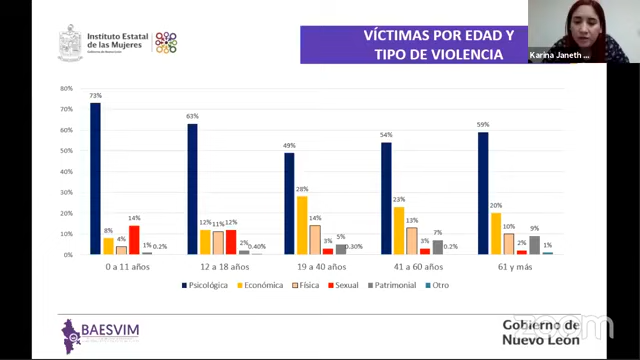 Instituto Estatal
de las Mujeres
VÍCTIMAS POR EDAD Y
TIPO DE VIOLENCIA
Karina Janeth ...
80%
70%
60%
50%
40%
30%
20%
10%
0%
73%
8%
4%
14%
1%
0.2%
63%
12%
11%
12%
2%
0.40%
49%
28%
14%
3%
5%
0.30%
54%
23%
13%
3%
7%
0.2%
59%
20%
10%
2%
9%
1%
0 a 11 años
12 a 18 años
19 a 40 años
41 a 60 años
61 y más
Psicológica Económica Física Sexual Patrimonial Otro
BAESVIM
Gobierno de
Nuevo León
zoom